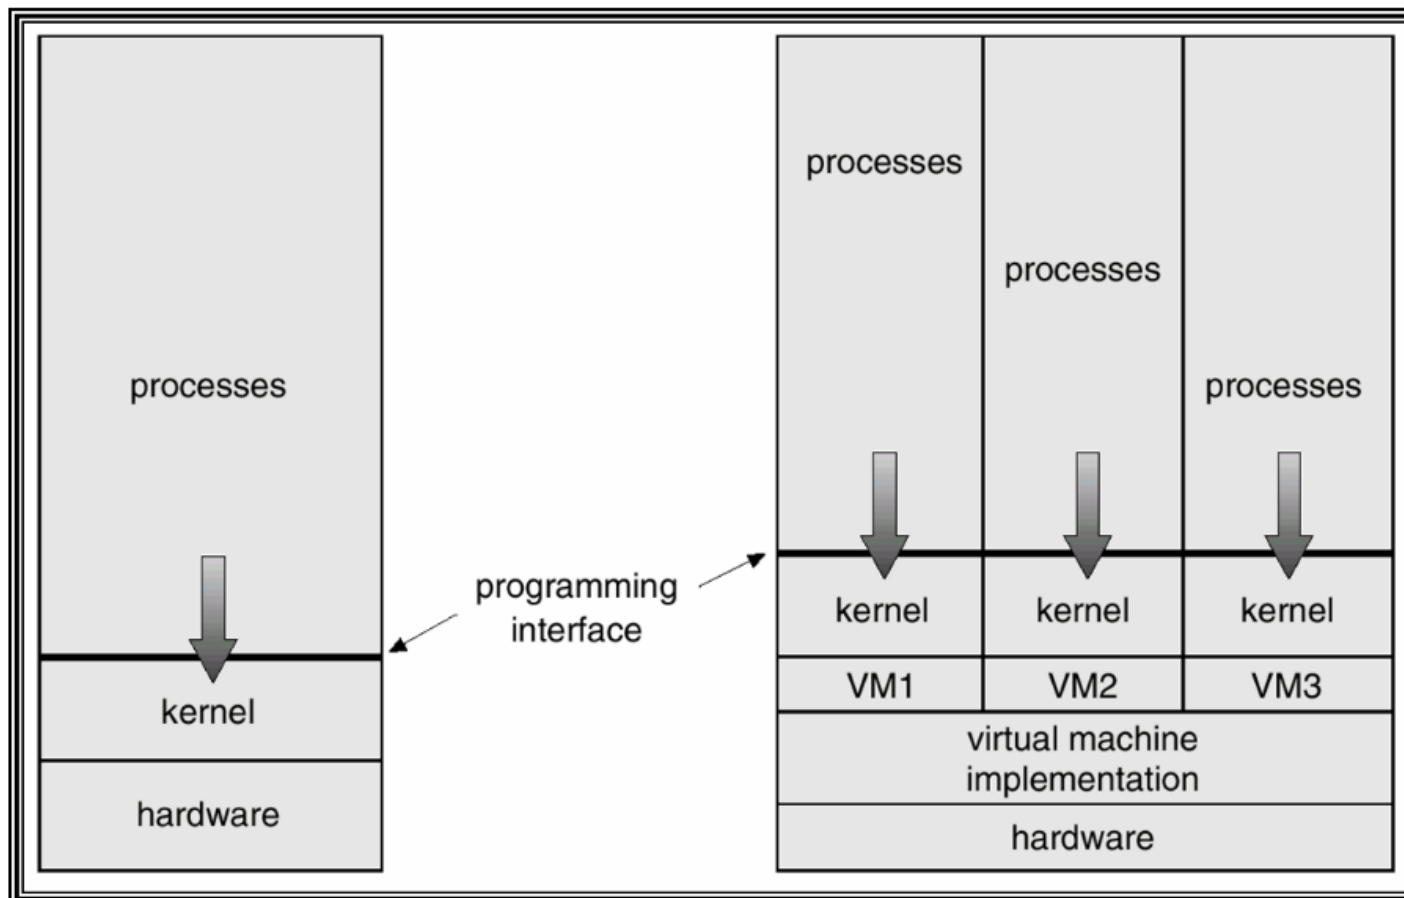 processes
kernel
hardware
programming
interface
processes
processes
processes
kernel
kernel
kernel
VM1
VM2
VM3
virtual machine
implementation
hardware